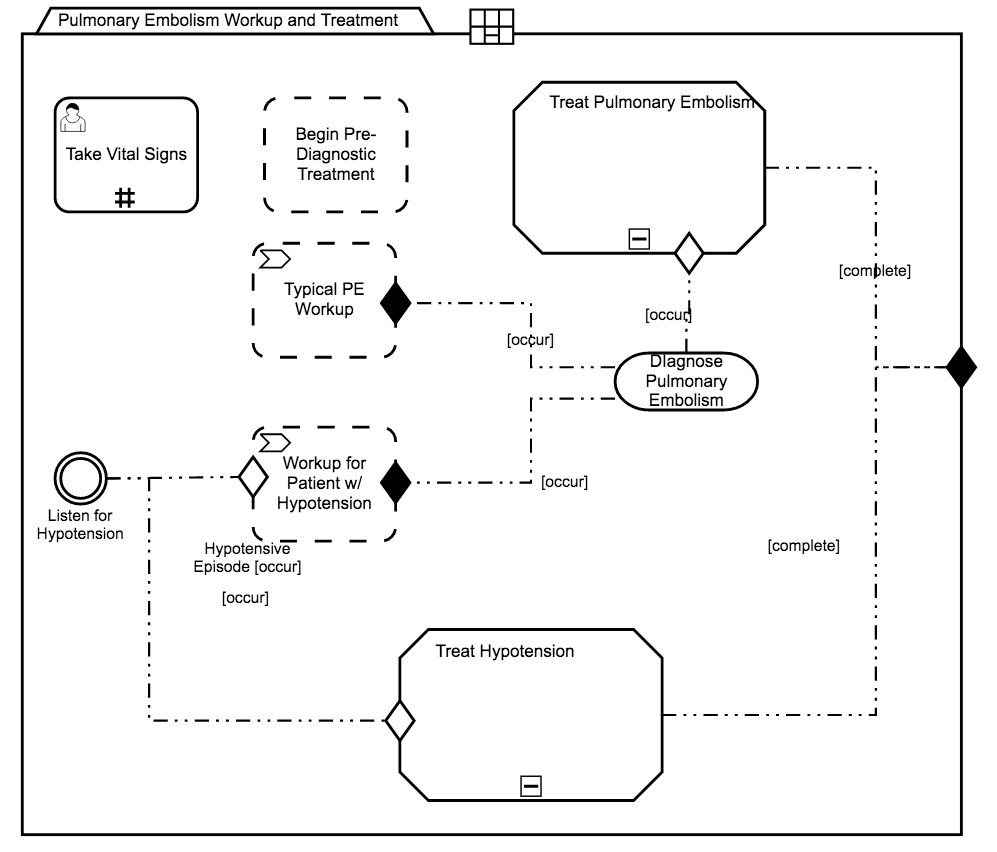 Pulmonary Embolism Workup and Treatment
Take Vital Signs
Begin Pre-
Diagnostic
Treatment
Treat Pulmonary Embolism
Typical PE
Workup
[occur]
[occur]
[complete]
DIagnose
Pulmonary
Embolism
Listen for
Hypotension
Workup for
Patient w/
Hypotension
[occur]
Hypotensive
Episode [occur]
[occur]
[complete]
Treat Hypotension